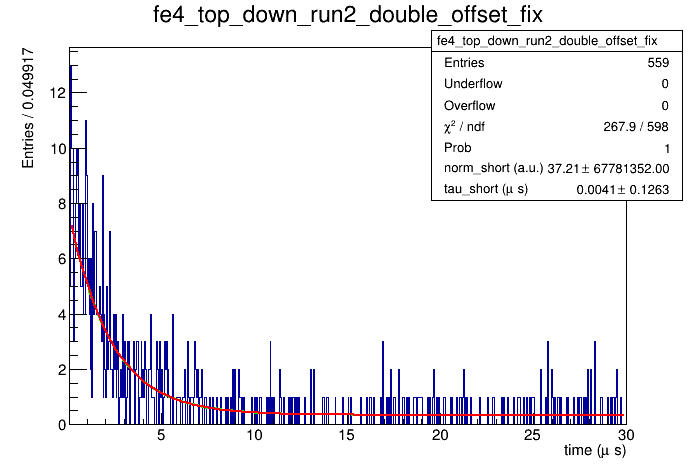 fe4_top_down_run2_double_offset_fix
fe4_top_down_run2_double_offset_fix
Entries 559
Underflow 0
Overflow 0
χ² / ndf 267.9 / 598
Prob 1
norm_short (a.u.) 37.21 ± 67781352.00
tau_short (μ s) 0.0041 ± 0.1263
Entries / 0.049917
12
10
8
6
4
2
0
5 10 15 20 25 30
time (μ s)